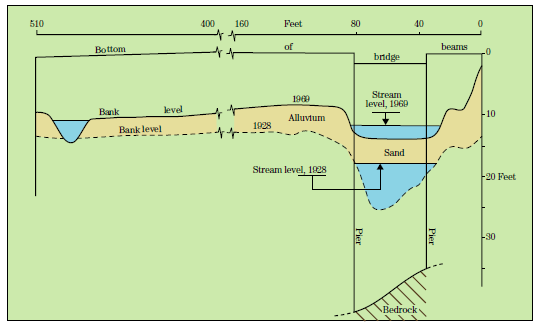 510 400 160 Feet 80 40 0
Bottom of beams
bridge
0
Stream
level, 1969
1969
Bank level
Alluvium
10
Bank level 1928
Sand
Stream level, 1928
20 Feet
Pier Pier
30
Bedrock